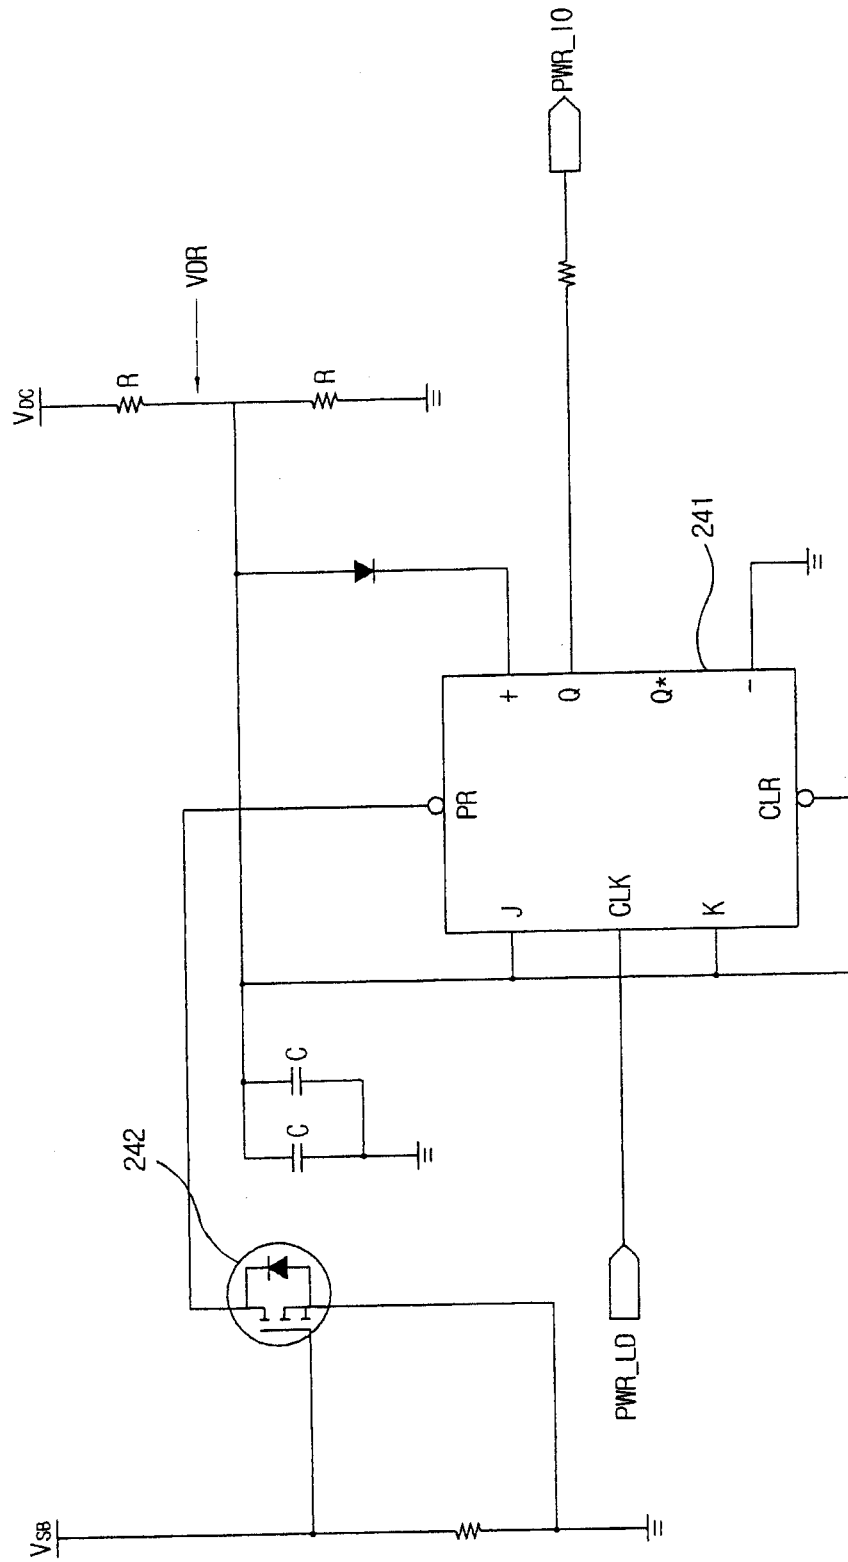 VSB
VDC
242
R
VDR
C
C
R
PR
J
+
PWR_IO
Q
CLK
PWR_LD
Q*
K
241
-
CLR